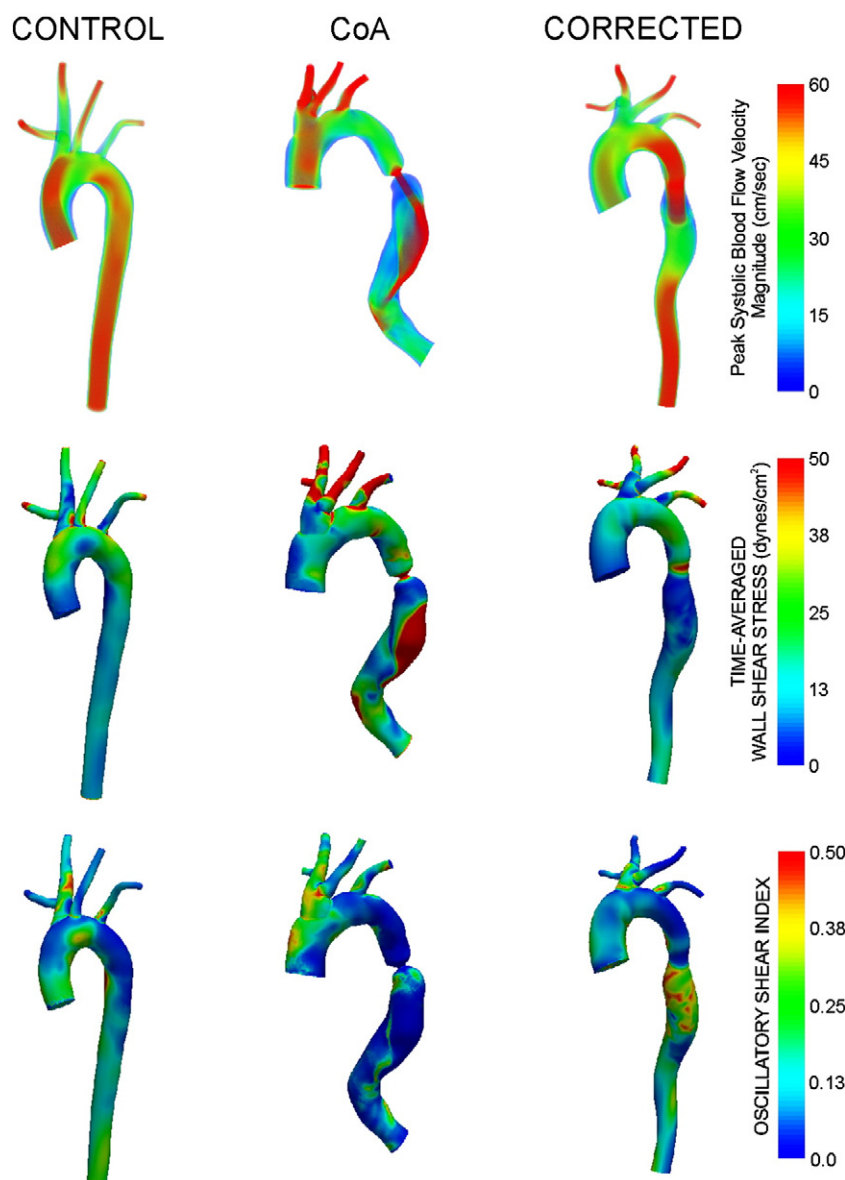 CONTROL
CoA
CORRECTED
Peak Systolic Blood Flow Velocity
Magnitude (cm/sec)
60
45
30
15
0
TIME-AVERAGED
WALL SHEAR STRESS (dynes/cm²)
50
38
25
13
0
OSCILLATORY SHEAR INDEX
0.50
0.38
0.25
0.13
0.0